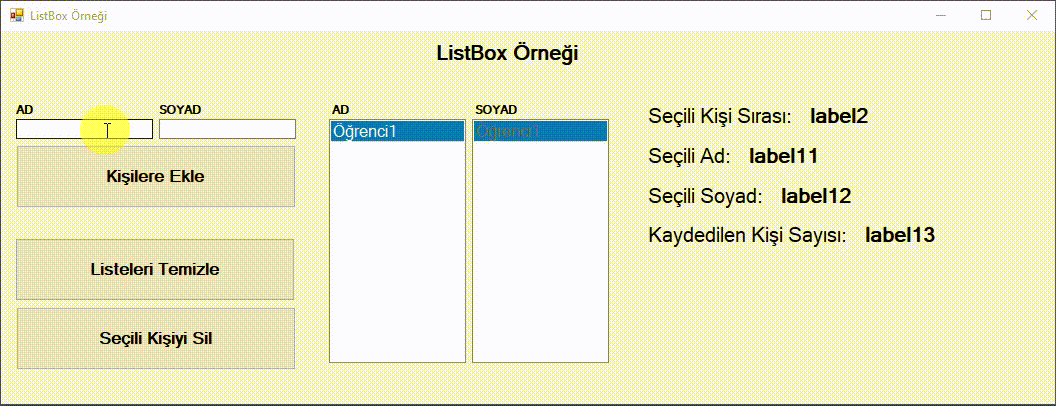 ListBox Örneği
ListBox Örneği
AD SOYAD
Kişilere Ekle
Listeleri Temizle
Seçili Kişiyi Sil
AD SOYAD
Öğrenci1 Öğrenci1
Seçili Kişi Sırası: label2
Seçili Ad: label11
Seçili Soyad: label12
Kaydedilen Kişi Sayısı: label13